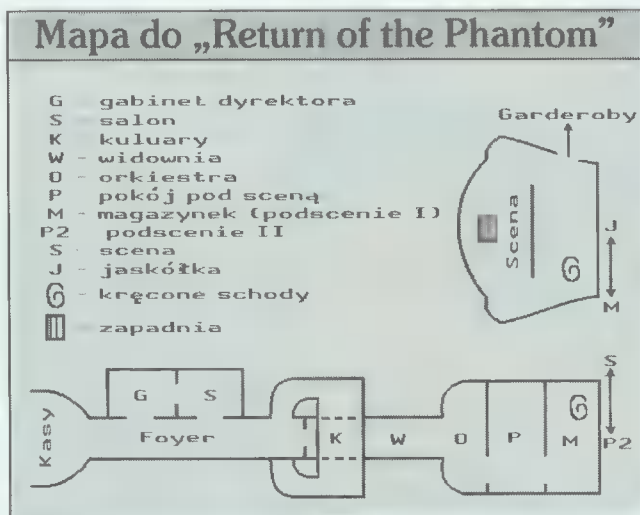 Mapa do „Return of the Phantom”
G - gabinet dyrektora
S - salon
K kuluary
W - widownia
O - orkiestra
P - pokój pod sceną
M - magazynek (podscenie I)
P2 podscenie II
S - scena
J - jaskółka
- kręcone schody
- zapadnia
Garderoby
Scena
J
M
Kasy
G
S
Foyer
K
W
O
P
M
S
P2